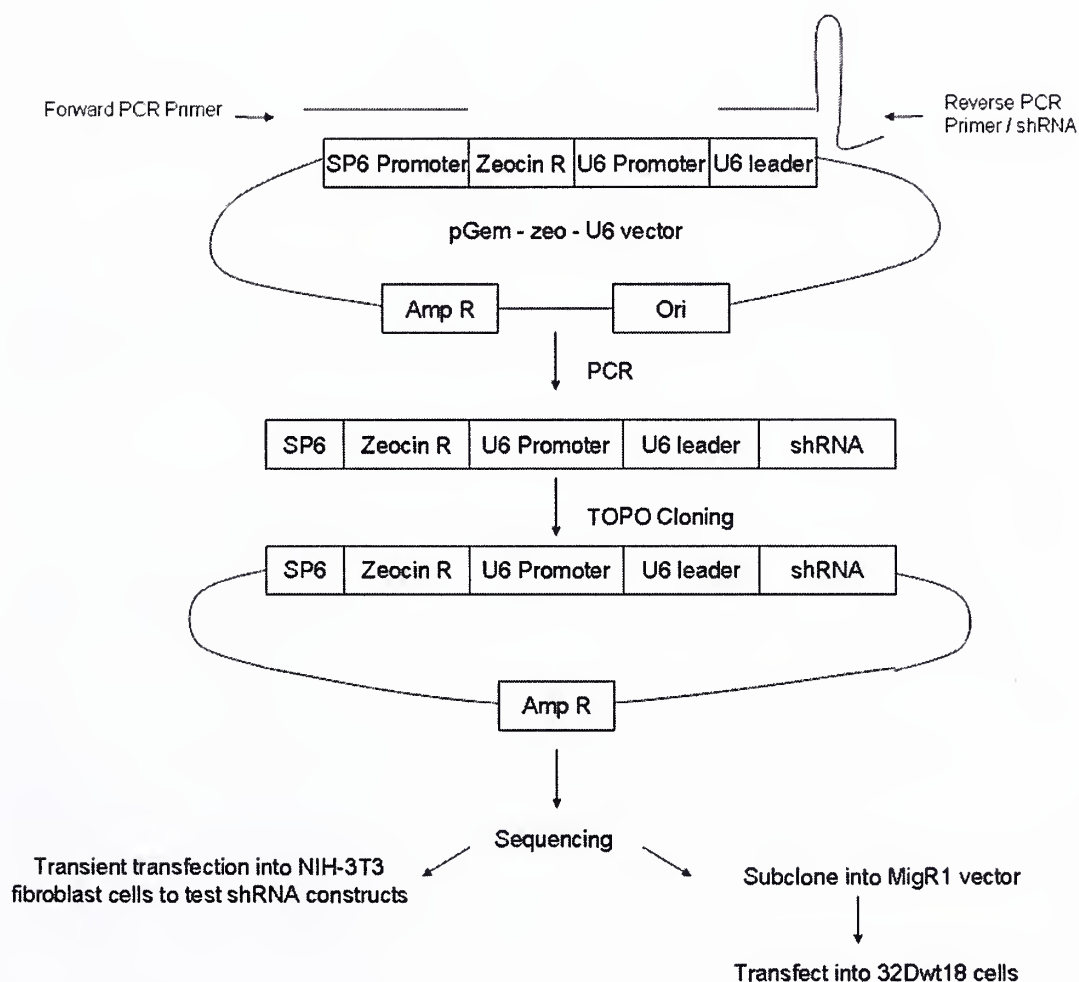 Forward PCR Primer
Reverse PCR
Primer / shRNA
SP6 Promoter Zeocin R U6 Promoter U6 leader
pGem - zeo - U6 vector
Amp R Ori
PCR
SP6 Zeocin R U6 Promoter U6 leader shRNA
TOPO Cloning
SP6 Zeocin R U6 Promoter U6 leader shRNA
Amp R
Sequencing
Transient transfection into NIH-3T3
fibroblast cells to test shRNA constructs
Subclone into MigR1 vector
Transfect into 32Dwt18 cells